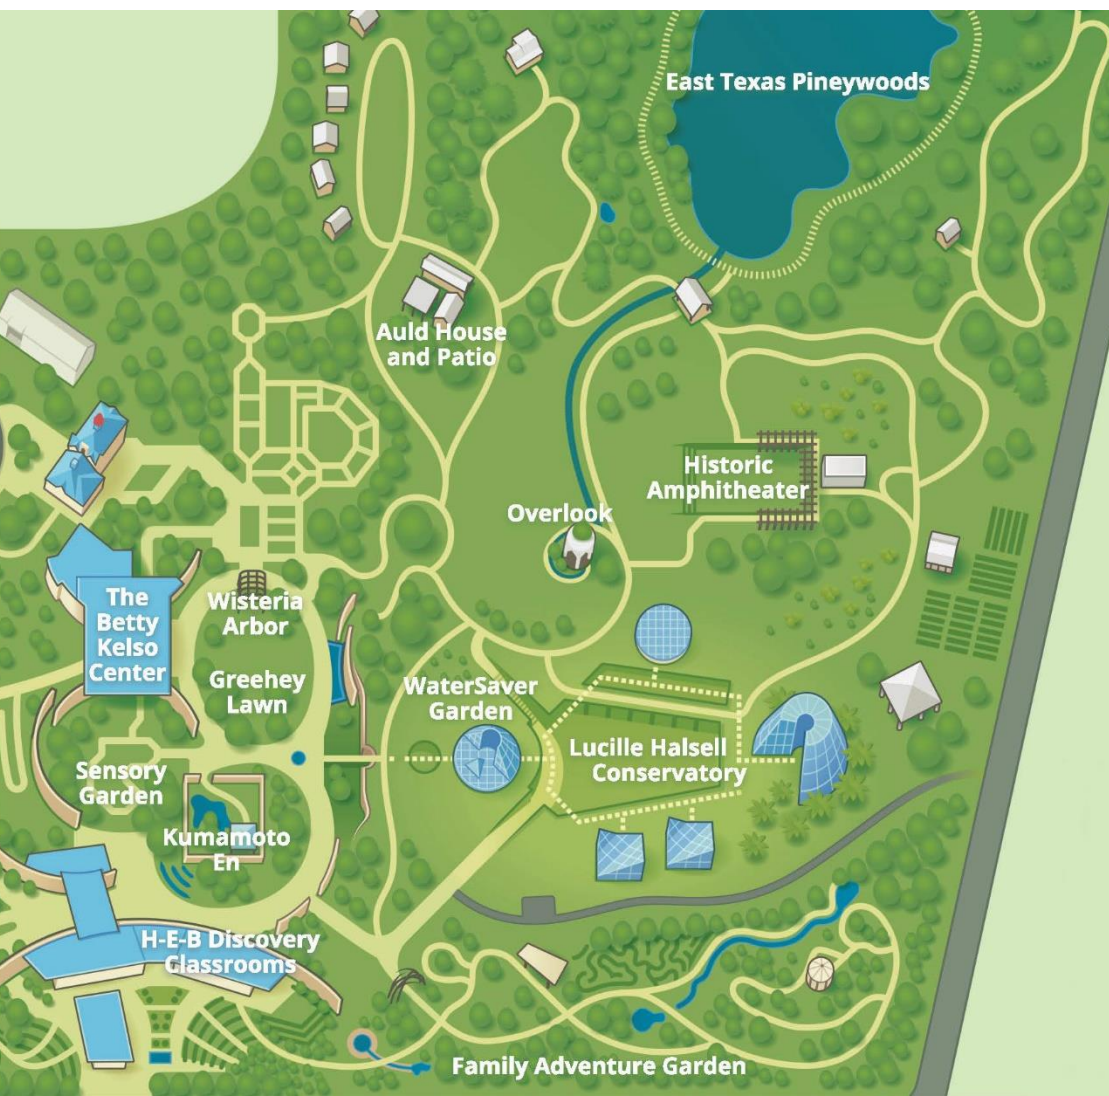 East Texas Pineywoods
Auld House
and Patio
Historic
Amphitheater
Overlook
The
Betty
Kelso
Center
Wisteria
Arbor
Greehey
Lawn
WaterSaver
Garden
Lucille Halsell
Conservatory
Sensory
Garden
Kumamoto
En
H-E-B Discovery
Classrooms
Family Adventure Garden